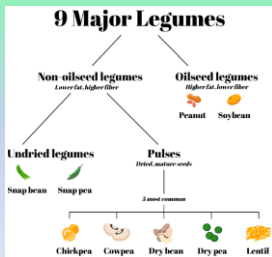 9 Major Legumes
Non-oilseed legumes
Lower fat, higher fiber
Oilseed legumes
Higher fat, lower fiber
Peanut
Soybean
Undried legumes
Snap bean
Snap pea
Pulses
Dried, mature seeds
5 most common
Chickpea
Cowpea
Dry bean
Dry pea
Lentil